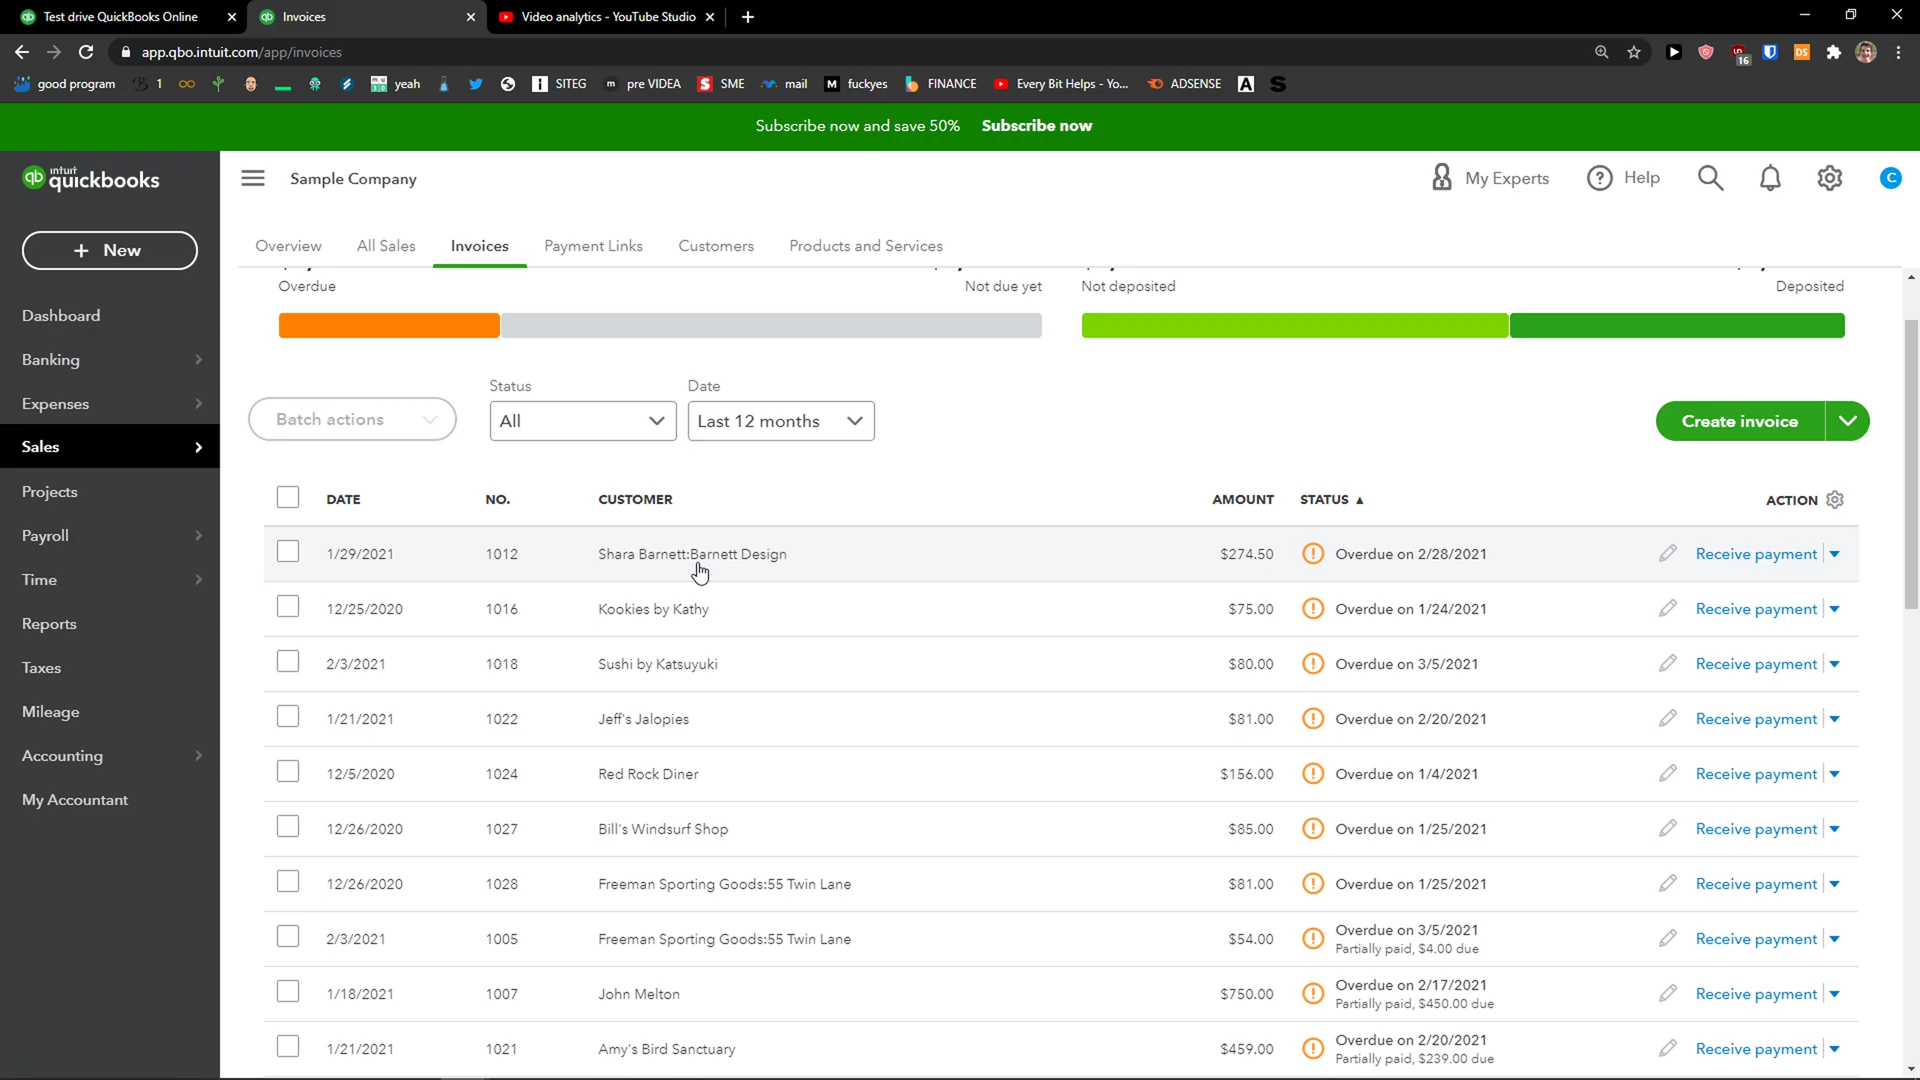 Test drive QuickBooks Online
Invoices
Video analytics - YouTube Studio
app.qbo.intuit.com/app/invoices
16
DS
good program
1
yeah
SITEG
m pre VIDEA
S SME
mail
M fuckyes
FINANCE
Every Bit Helps - Yo...
ADSENSE
A
S
Subscribe now and save 50% Subscribe now
qb intuit quickbooks
Sample Company
My Experts
Help
C
+ New
Overview
All Sales
Invoices
Payment Links
Customers
Products and Services
Dashboard
Banking
Expenses
Sales
Projects
Payroll
Time
Reports
Taxes
Mileage
Accounting
My Accountant
Overdue
Not due yet
Not deposited
Deposited
Status
Date
Batch actions
All
Last 12 months
Create invoice
DATE NO. CUSTOMER AMOUNT STATUS ▲ ACTION
1/29/2021 1012 Shara Barnett:Barnett Design $274.50 Overdue on 2/28/2021 Receive payment
12/25/2020 1016 Kookies by Kathy $75.00 Overdue on 1/24/2021 Receive payment
2/3/2021 1018 Sushi by Katsuyuki $80.00 Overdue on 3/5/2021 Receive payment
1/21/2021 1022 Jeff's Jalopies $81.00 Overdue on 2/20/2021 Receive payment
12/5/2020 1024 Red Rock Diner $156.00 Overdue on 1/4/2021 Receive payment
12/26/2020 1027 Bill's Windsurf Shop $85.00 Overdue on 1/25/2021 Receive payment
12/26/2020 1028 Freeman Sporting Goods:55 Twin Lane $81.00 Overdue on 1/25/2021 Receive payment
2/3/2021 1005 Freeman Sporting Goods:55 Twin Lane $54.00 Overdue on 3/5/2021 Receive payment
Partially paid, $4.00 due
1/18/2021 1007 John Melton $750.00 Overdue on 2/17/2021 Receive payment
Partially paid, $450.00 due
1/21/2021 1021 Amy's Bird Sanctuary $459.00 Overdue on 2/20/2021 Receive payment
Partially paid, $239.00 due